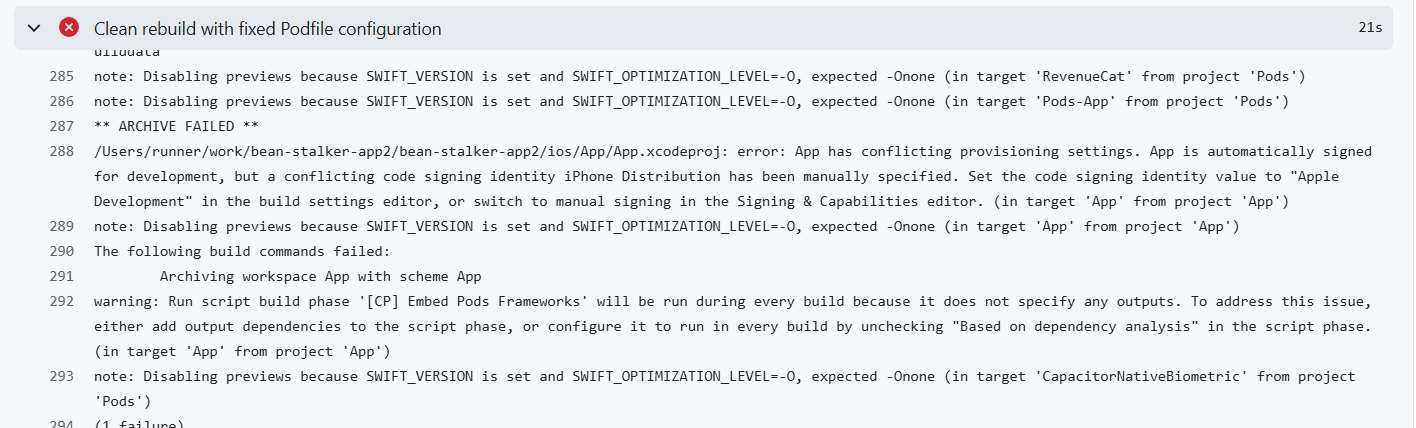 Clean rebuild with fixed Podfile configuration 21s
uilddata
285 note: Disabling previews because SWIFT_VERSION is set and SWIFT_OPTIMIZATION_LEVEL=-O, expected -Onone (in target 'RevenueCat' from project 'Pods')
286 note: Disabling previews because SWIFT_VERSION is set and SWIFT_OPTIMIZATION_LEVEL=-O, expected -Onone (in target 'Pods-App' from project 'Pods')
287 ** ARCHIVE FAILED **
288 /Users/runner/work/bean-stalker-app2/bean-stalker-app2/ios/App/App.xcodeproj: error: App has conflicting provisioning settings. App is automatically signed
for development, but a conflicting code signing identity iPhone Distribution has been manually specified. Set the code signing identity value to "Apple
Development" in the build settings editor, or switch to manual signing in the Signing & Capabilities editor. (in target 'App' from project 'App')
289 note: Disabling previews because SWIFT_VERSION is set and SWIFT_OPTIMIZATION_LEVEL=-O, expected -Onone (in target 'App' from project 'App')
290 The following build commands failed:
291 Archiving workspace App with scheme App
292 warning: Run script build phase '[CP] Embed Pods Frameworks' will be run during every build because it does not specify any outputs. To address this issue,
either add output dependencies to the script phase, or configure it to run in every build by unchecking "Based on dependency analysis" in the script phase.
(in target 'App' from project 'App')
293 note: Disabling previews because SWIFT_VERSION is set and SWIFT_OPTIMIZATION_LEVEL=-O, expected -Onone (in target 'CapacitorNativeBiometric' from project
'Pods')
294 (1 failure)